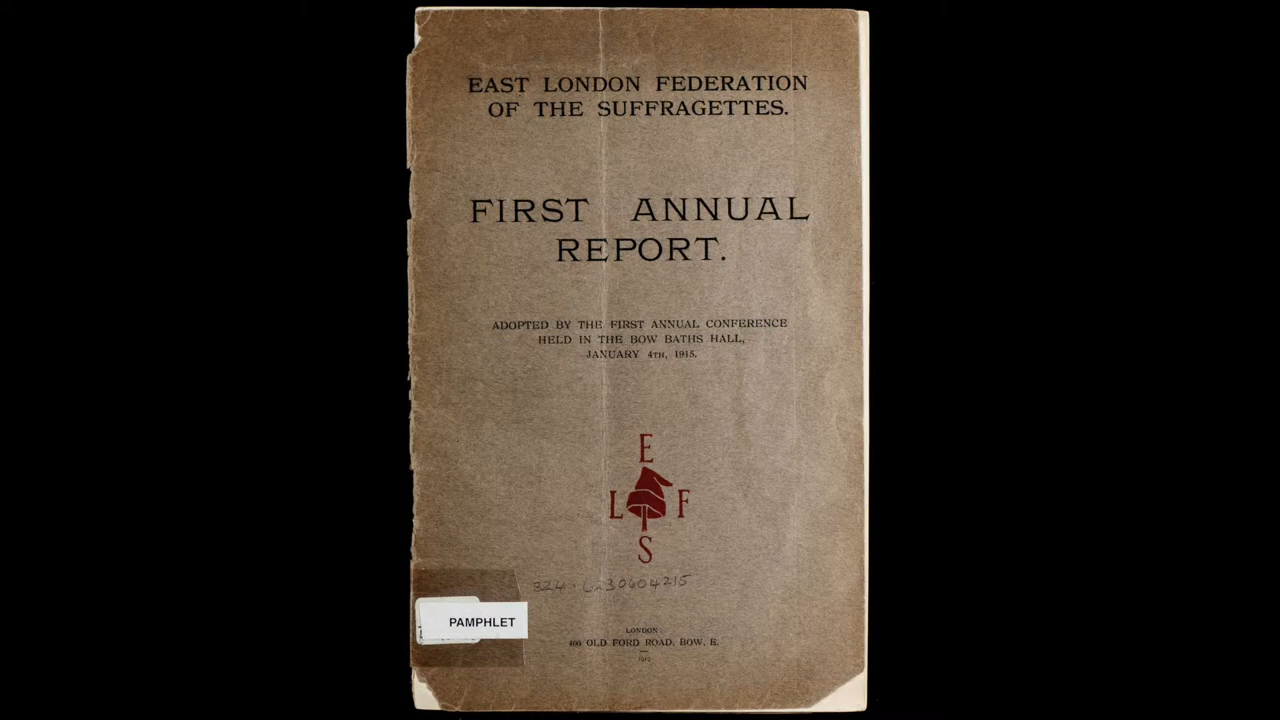 EAST LONDON FEDERATION
OF THE SUFFRAGETTES.
FIRST ANNUAL
REPORT.
ADOPTED BY THE FIRST ANNUAL CONFERENCE
HELD IN THE BOW BATHS HALL,
JANUARY 4TH, 1915.
E
L F
S
324.6230604215
PAMPHLET
LONDON:
400 OLD FORD ROAD, BOW, E.